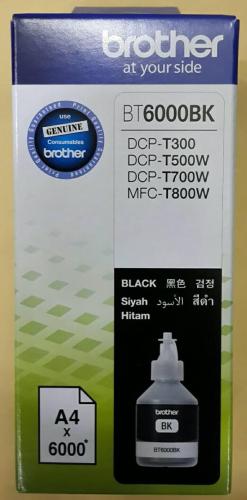 brother
at your side
use
GENUINE
Consumables
brother
BT6000BK
DCP-T300
DCP-T500W
DCP-T700W
MFC-T800W
BLACK 黑色 검정
Siyah الأسود สีดำ
Hitam
A4
x
6000*
brother
BK
BT6000BK